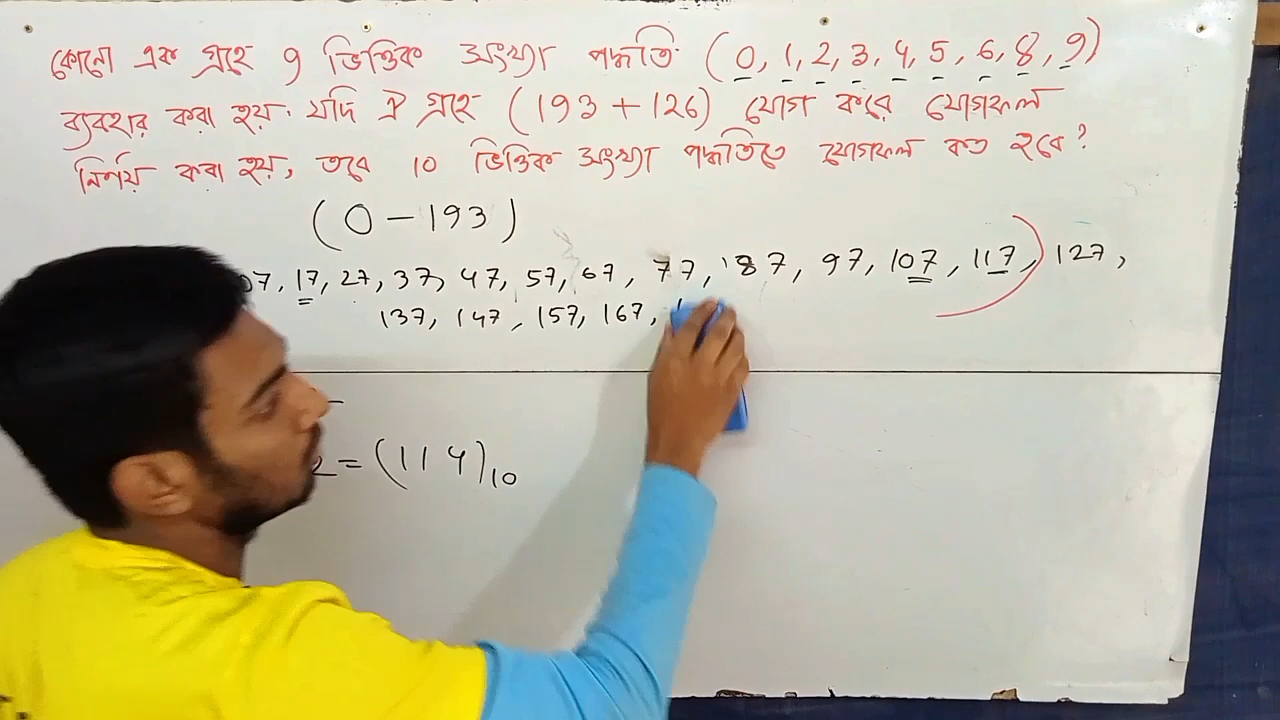 কোনো এক গ্রহে 9 ভিত্তিক সংখ্যা পদ্ধতি (0, 1, 2, 3, 4, 5, 6, 8, 9)
ব্যবহার করা হয়. যদি ঐ গ্রহে (193+126) যোগ করে যোগফল
নির্ণয় করা হয়, তবে 10 ভিত্তিক সংখ্যা পদ্ধতিতে যোগফল কত হবে?
(0-193)
07, 17, 27, 37, 47, 57, 67, 77, 87, 97, 107, 117, 127,
137, 147, 157, 167,
2 = (114)10